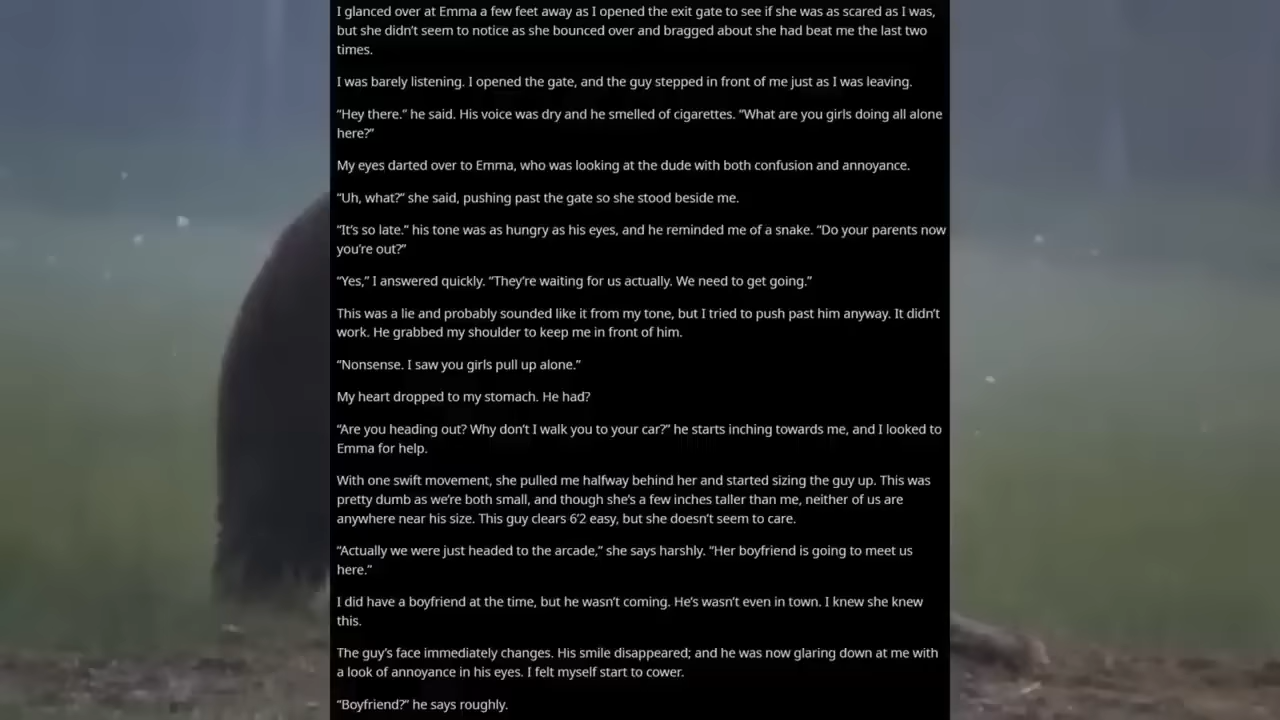 I glanced over at Emma a few feet away as I opened the exit gate to see if she was as scared as I was,
but she didn’t seem to notice as she bounced over and bragged about she had beat me the last two
times.
I was barely listening. I opened the gate, and the guy stepped in front of me just as I was leaving.
“Hey there.” he said. His voice was dry and he smelled of cigarettes. “What are you girls doing all alone
here?”
My eyes darted over to Emma, who was looking at the dude with both confusion and annoyance.
“Uh, what?” she said, pushing past the gate so she stood beside me.
“It’s so late.” his tone was as hungry as his eyes, and he reminded me of a snake. “Do your parents now
you’re out?”
“Yes,” I answered quickly. “They’re waiting for us actually. We need to get going.”
This was a lie and probably sounded like it from my tone, but I tried to push past him anyway. It didn’t
work. He grabbed my shoulder to keep me in front of him.
“Nonsense. I saw you girls pull up alone.”
My heart dropped to my stomach. He had?
“Are you heading out? Why don’t I walk you to your car?” he starts inching towards me, and I looked to
Emma for help.
With one swift movement, she pulled me halfway behind her and started sizing the guy up. This was
pretty dumb as we’re both small, and though she’s a few inches taller than me, neither of us are
anywhere near his size. This guy clears 6’2 easy, but she doesn’t seem to care.
“Actually we were just headed to the arcade,” she says harshly. “Her boyfriend is going to meet us
here.”
I did have a boyfriend at the time, but he wasn’t coming. He’s wasn’t even in town. I knew she knew
this.
The guy’s face immediately changes. His smile disappeared; and he was now glaring down at me with
a look of annoyance in his eyes. I felt myself start to cower.
“Boyfriend?” he says roughly.